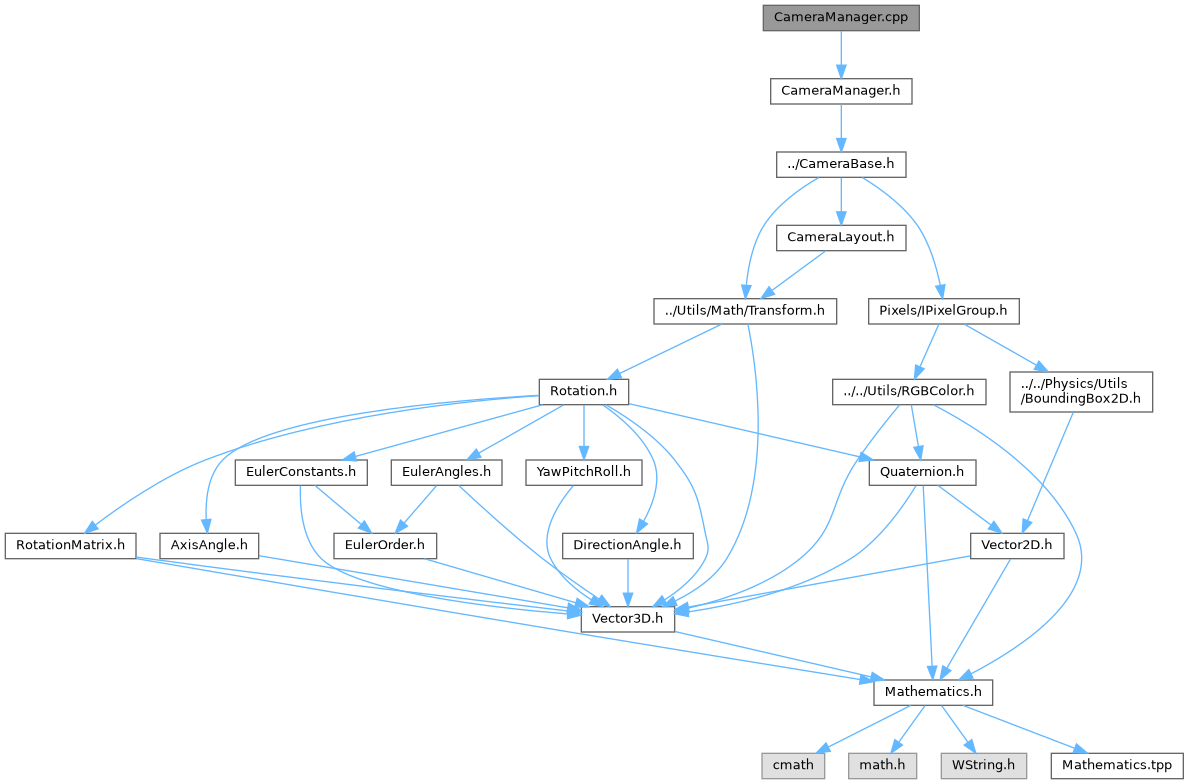 CameraManager.cpp
CameraManager.h
../CameraBase.h
CameraLayout.h
../Utils/Math/Transform.h
Pixels/IPixelGroup.h
Rotation.h
../../Utils/RGBColor.h
../../Physics/Utils
/BoundingBox2D.h
EulerConstants.h
EulerAngles.h
YawPitchRoll.h
Quaternion.h
RotationMatrix.h
AxisAngle.h
EulerOrder.h
DirectionAngle.h
Vector2D.h
Vector3D.h
Mathematics.h
cmath
math.h
WString.h
Mathematics.tpp